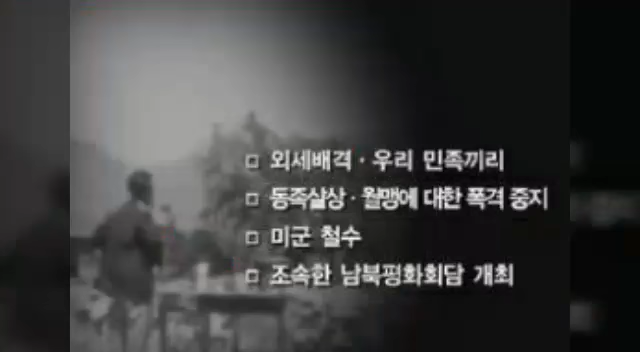 □ 외세배격·우리 민족끼리
□ 동족살상·월맹에 대한 폭격 중지
□ 미군 철수
□ 조속한 남북평화회담 개최